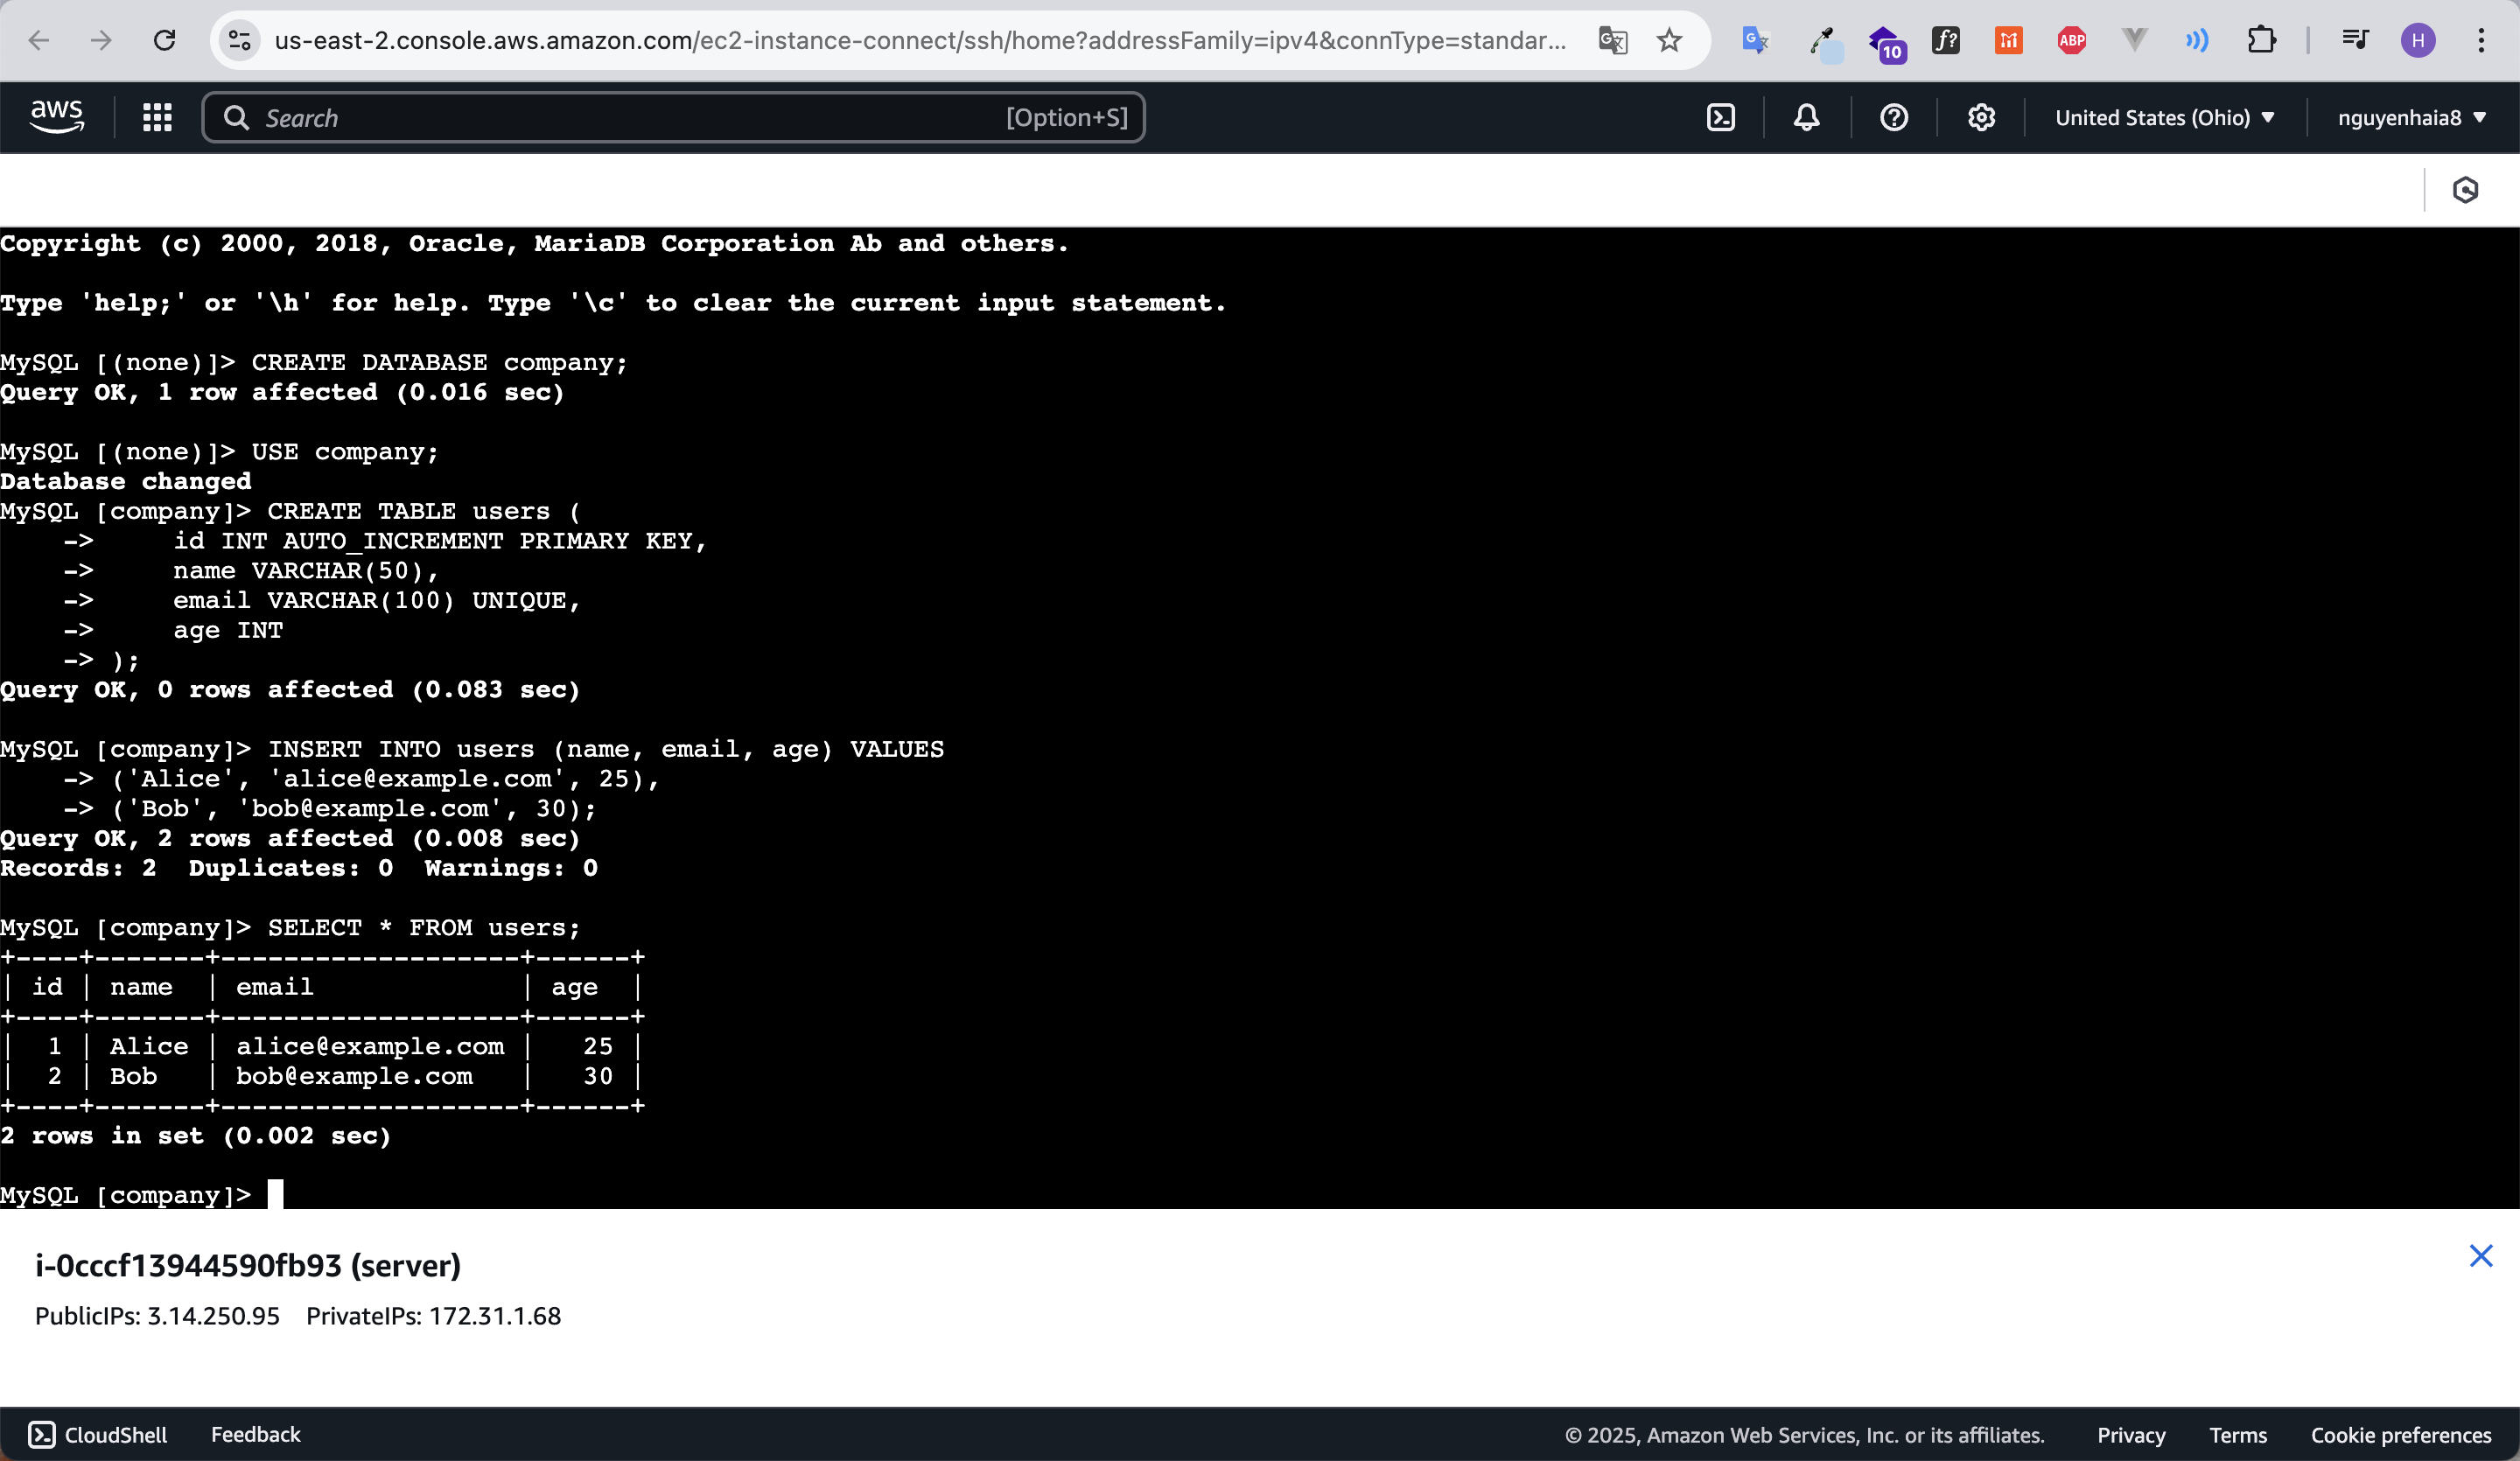 us-east-2.console.aws.amazon.com/ec2-instance-connect/ssh/home?addressFamily=ipv4&connType=standar...
10
f?
ABP
H
aws
Search [Option+S]
United States (Ohio)
nguyenhaia8
Copyright (c) 2000, 2018, Oracle, MariaDB Corporation Ab and others.
Type 'help;' or '\h' for help. Type '\c' to clear the current input statement.
MySQL [(none)]> CREATE DATABASE company;
Query OK, 1 row affected (0.016 sec)
MySQL [(none)]> USE company;
Database changed
MySQL [company]> CREATE TABLE users (
    ->     id INT AUTO_INCREMENT PRIMARY KEY,
    ->     name VARCHAR(50),
    ->     email VARCHAR(100) UNIQUE,
    ->     age INT
    -> );
Query OK, 0 rows affected (0.083 sec)
MySQL [company]> INSERT INTO users (name, email, age) VALUES
    -> ('Alice', 'alice@example.com', 25),
    -> ('Bob', 'bob@example.com', 30);
Query OK, 2 rows affected (0.008 sec)
Records: 2  Duplicates: 0  Warnings: 0
MySQL [company]> SELECT * FROM users;
+----+-------+-------------------+------+
| id | name  | email             | age  |
+----+-------+-------------------+------+
|  1 | Alice | alice@example.com |   25 |
|  2 | Bob   | bob@example.com   |   30 |
+----+-------+-------------------+------+
2 rows in set (0.002 sec)
MySQL [company]>
i-0cccf13944590fb93 (server)
PublicIPs: 3.14.250.95 PrivateIPs: 172.31.1.68
CloudShell Feedback © 2025, Amazon Web Services, Inc. or its affiliates. Privacy Terms Cookie preferences